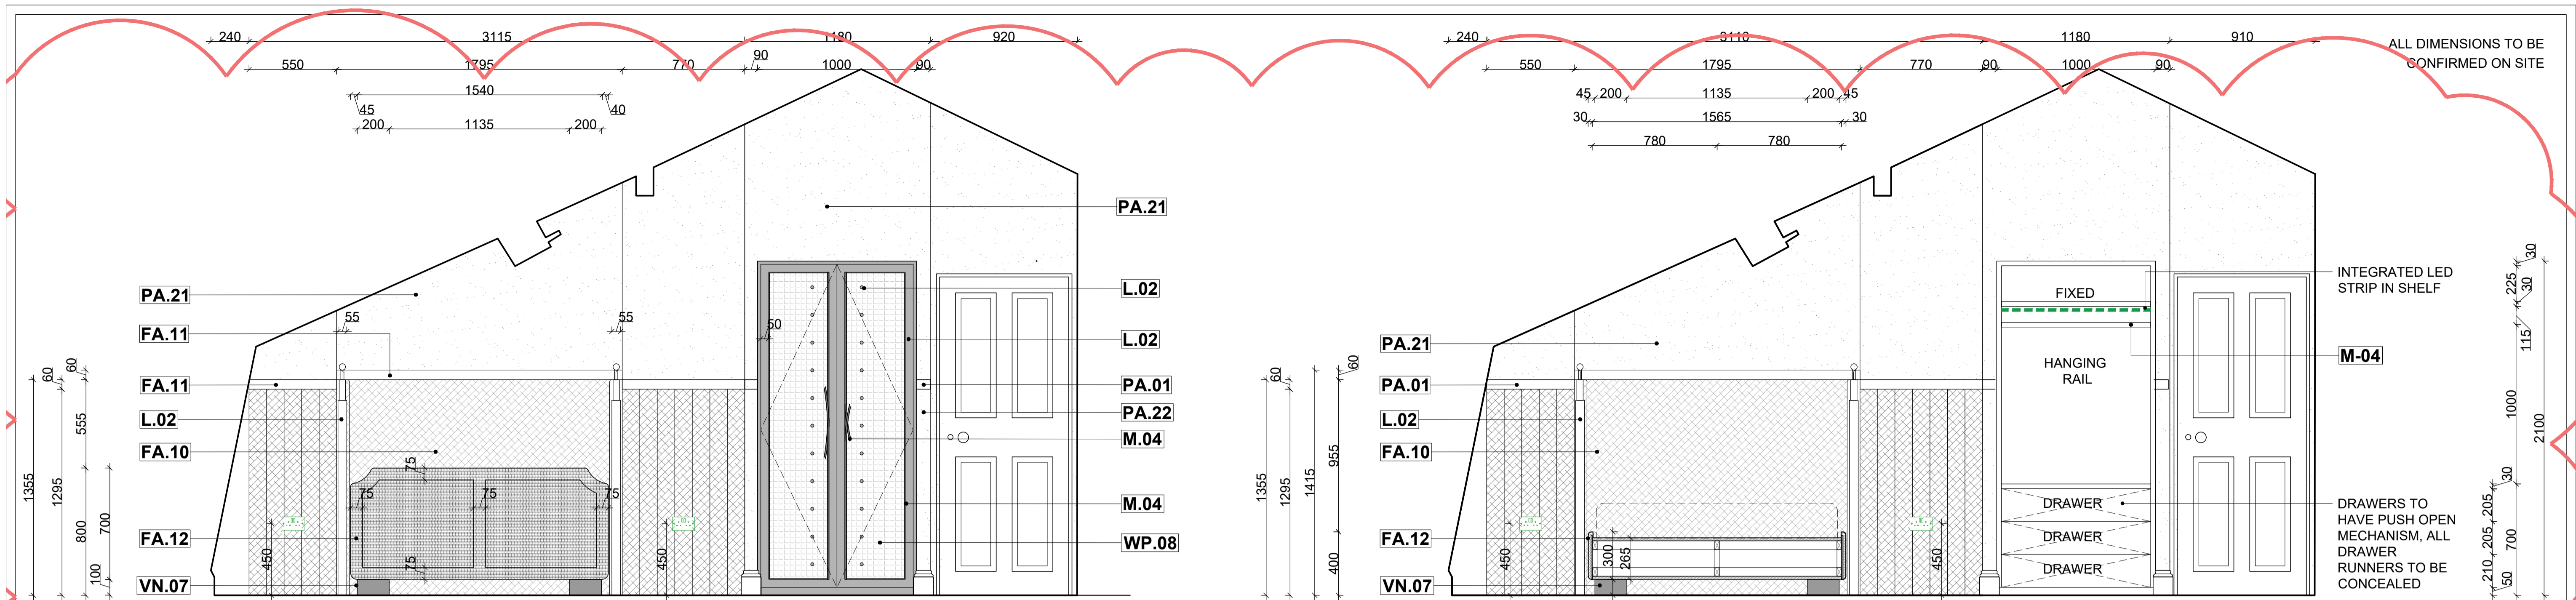 240 3115 1180 920
550 1795 770 90 1000 90
1540
45 40
200 1135 200
PA.21
L.02
L.02
PA.01
PA.22
M.04
M.04
WP.08
PA.21
FA.11
FA.11
L.02
FA.10
FA.12
VN.07
55 55
50
60 60
1355 1295 555 800 700 100
75
75 75 75
75
450 450
240 3110 1180 910
ALL DIMENSIONS TO BE
CONFIRMED ON SITE
550 1795 770 90 1000 90
45 200 1135 200 45
30 1565 30
780 780
PA.21
PA.01
L.02
FA.10
FA.12
VN.07
60 60
1355 1295 1415 955 400
450 300 265 450
FIXED
HANGING
RAIL
DRAWER
DRAWER
DRAWER
INTEGRATED LED
STRIP IN SHELF
M-04
DRAWERS TO
HAVE PUSH OPEN
MECHANISM, ALL
DRAWER
RUNNERS TO BE
CONCEALED
30
225 30
115
1000 2100
30
205 205 210 50 700